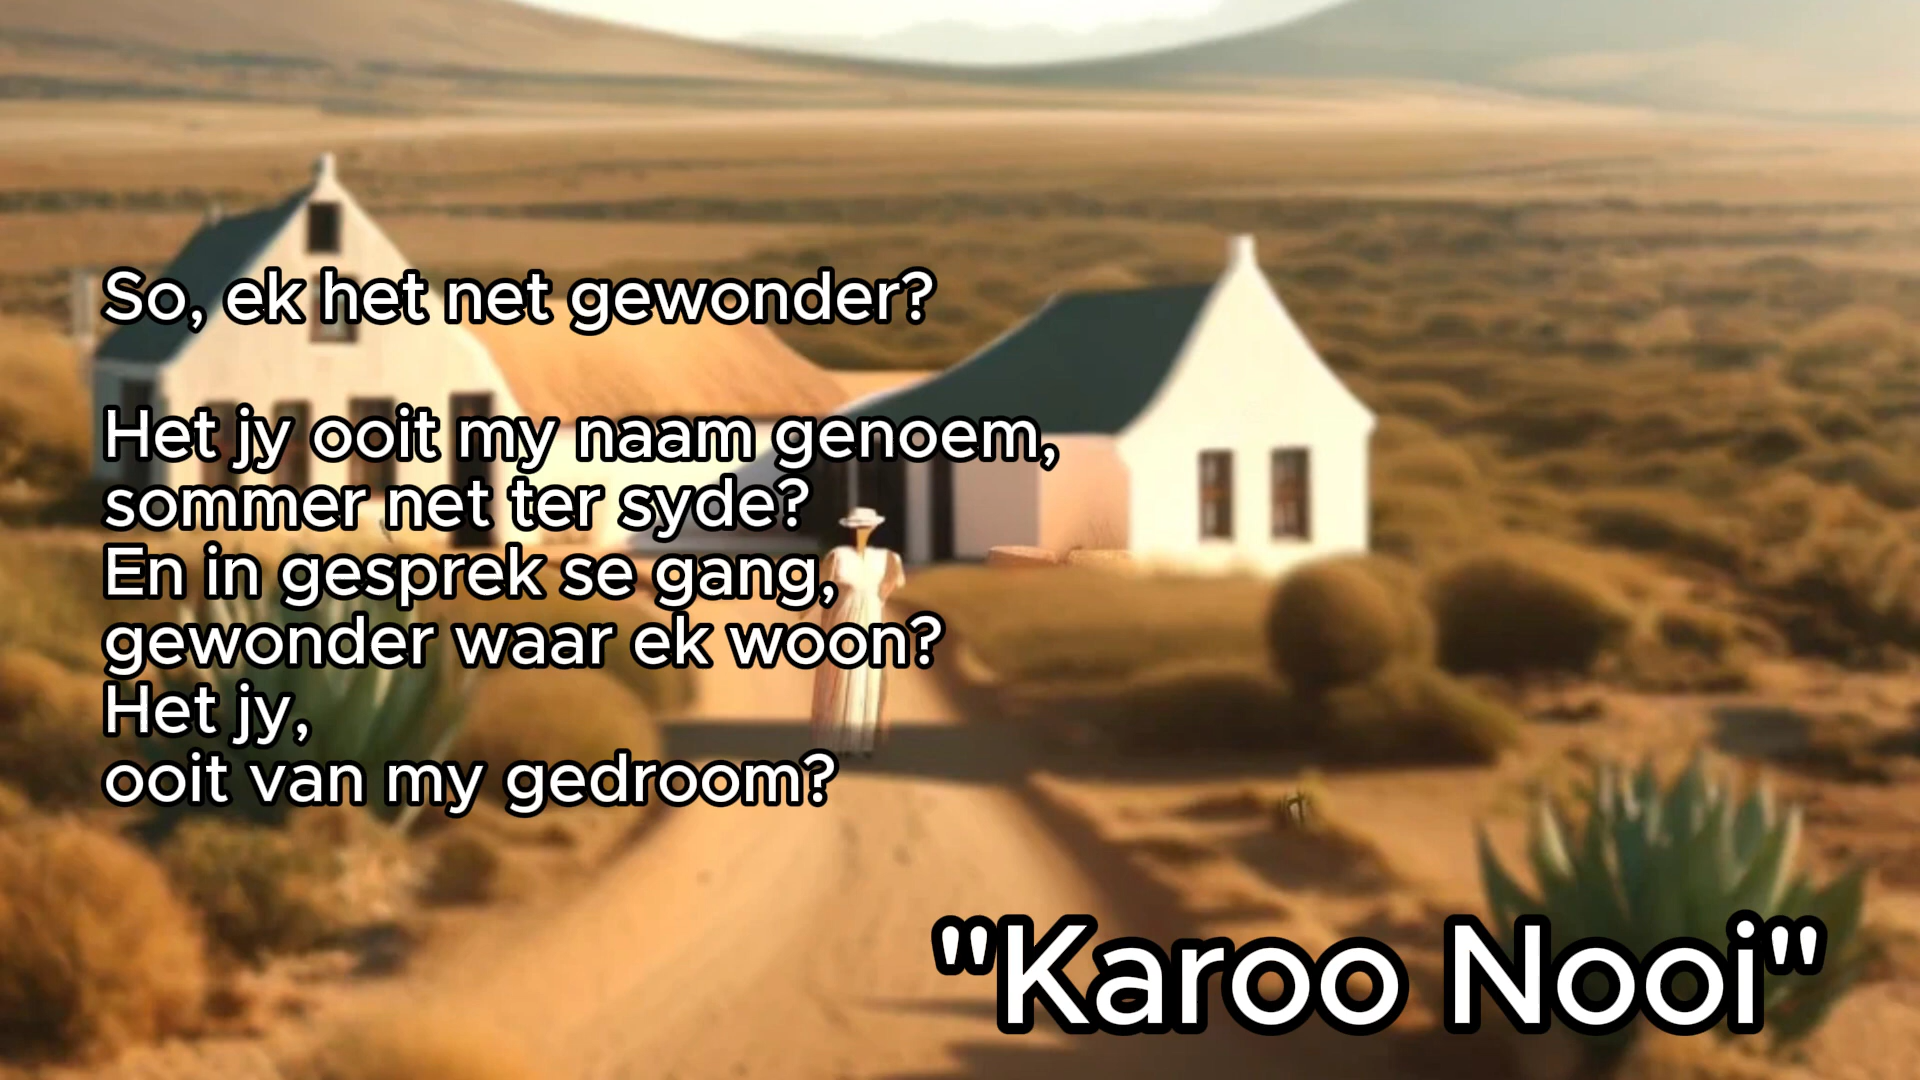 So, ek het net gewonder?
Het jy ooit my naam genoem,
sommer net ter syde?
En in gesprek se gang,
gewonder waar ek woon?
Het jy,
ooit van my gedroom?
"Karoo Nooi"